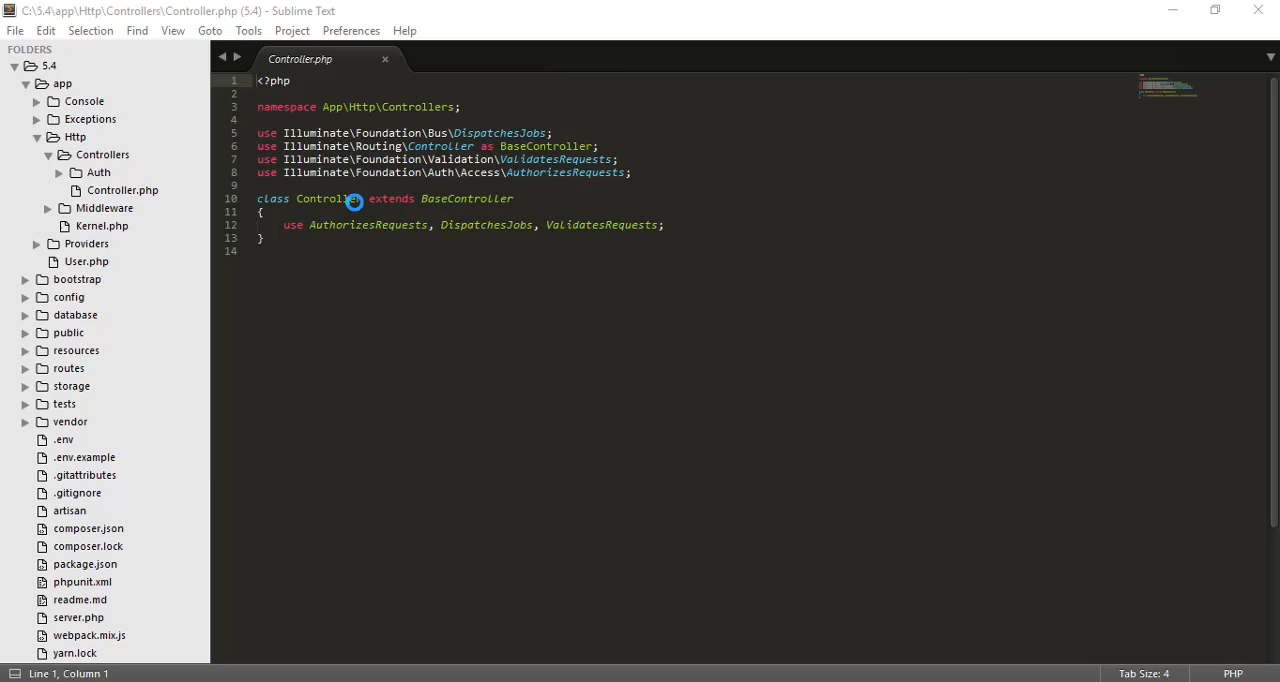 C:\5.4\app\Http\Controllers\Controller.php (5.4) - Sublime Text
File Edit Selection Find View Goto Tools Project Preferences Help
FOLDERS
5.4
app
Console
Exceptions
Http
Controllers
Auth
Controller.php
Middleware
Kernel.php
Providers
User.php
bootstrap
config
database
public
resources
routes
storage
tests
vendor
.env
.env.example
.gitattributes
.gitignore
artisan
composer.json
composer.lock
package.json
phpunit.xml
readme.md
server.php
webpack.mix.js
yarn.lock
Controller.php
1 <?php
2
3 namespace App\Http\Controllers;
4
5 use Illuminate\Foundation\Bus\DispatchesJobs;
6 use Illuminate\Routing\Controller as BaseController;
7 use Illuminate\Foundation\Validation\ValidatesRequests;
8 use Illuminate\Foundation\Auth\Access\AuthorizesRequests;
9
10 class Controller extends BaseController
11 {
12 use AuthorizesRequests, DispatchesJobs, ValidatesRequests;
13 }
14
Line 1, Column 1
Tab Size: 4
PHP